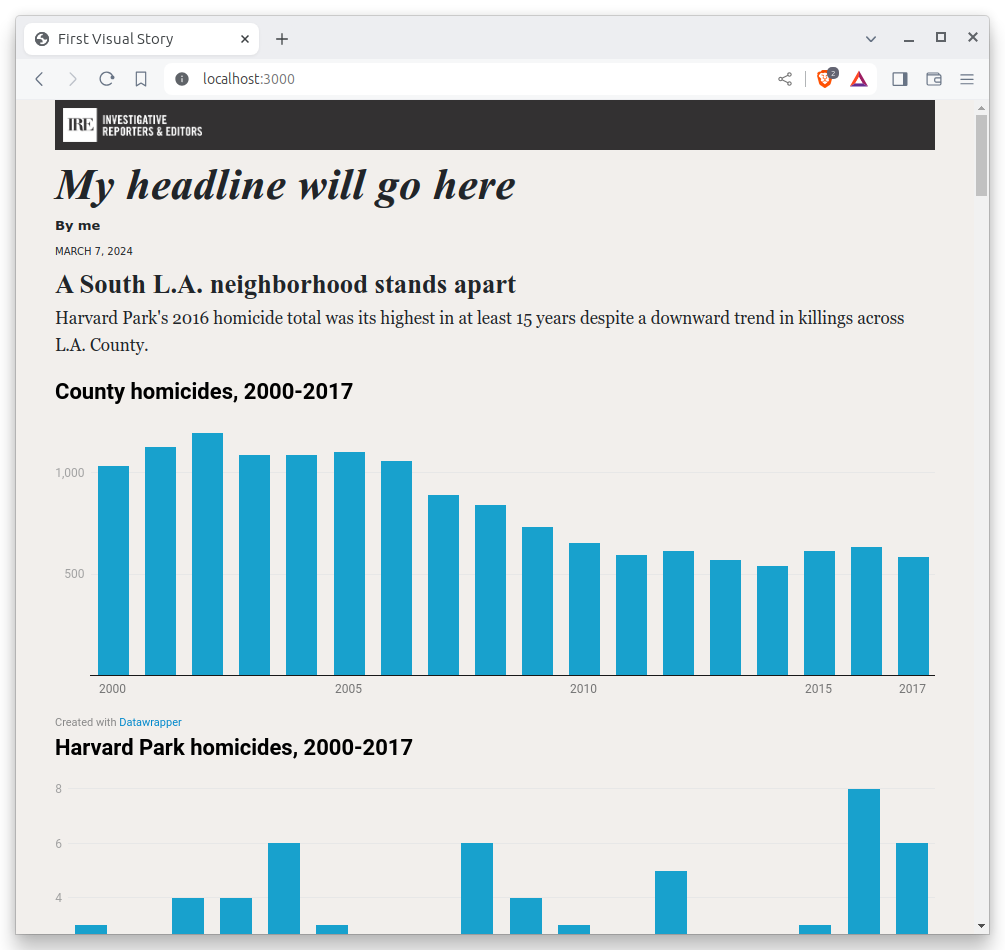 First Visual Story
localhost:3000
2
IRE
INVESTIGATIVE
REPORTERS & EDITORS
My headline will go here
By me
MARCH 7, 2024
A South L.A. neighborhood stands apart
Harvard Park's 2016 homicide total was its highest in at least 15 years despite a downward trend in killings across
L.A. County.
County homicides, 2000-2017
1,000
500
2000 2005 2010 2015 2017
Created with Datawrapper
Harvard Park homicides, 2000-2017
8
6
4